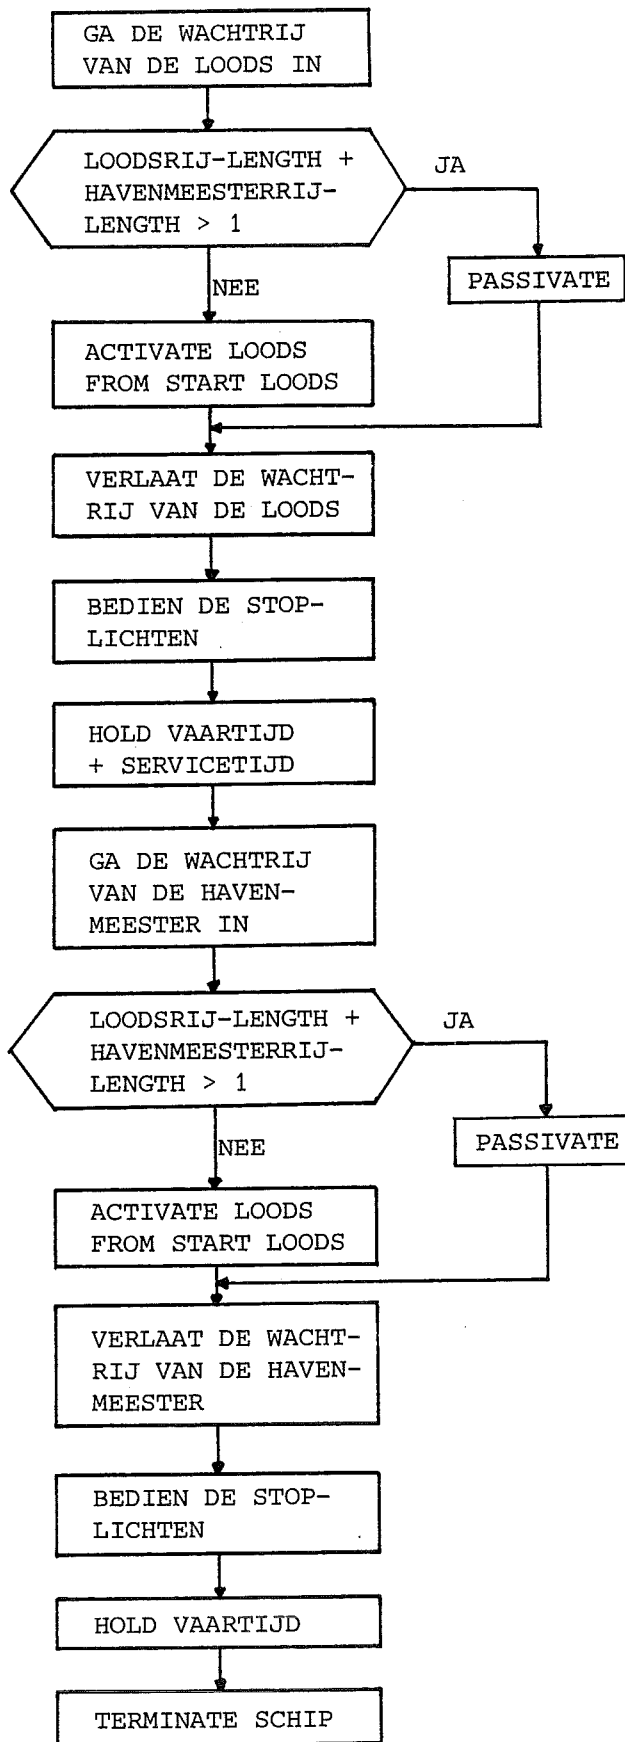 GA DE WACHTRIJ
VAN DE LOODS IN
LOODSRIJ-LENGTH +
HAVENMEESTERRIJ-
LENGTH > 1
JA
PASSIVATE
NEE
ACTIVATE LOODS
FROM START LOODS
VERLAAT DE WACHT-
RIJ VAN DE LOODS
BEDIEN DE STOP-
LICHTEN
HOLD VAARTIJD
+ SERVICETIJD
GA DE WACHTRIJ
VAN DE HAVEN-
MEESTER IN
LOODSRIJ-LENGTH +
HAVENMEESTERRIJ-
LENGTH > 1
JA
PASSIVATE
NEE
ACTIVATE LOODS
FROM START LOODS
VERLAAT DE WACHT-
RIJ VAN DE HAVEN-
MEESTER
BEDIEN DE STOP-
LICHTEN
HOLD VAARTIJD
TERMINATE SCHIP